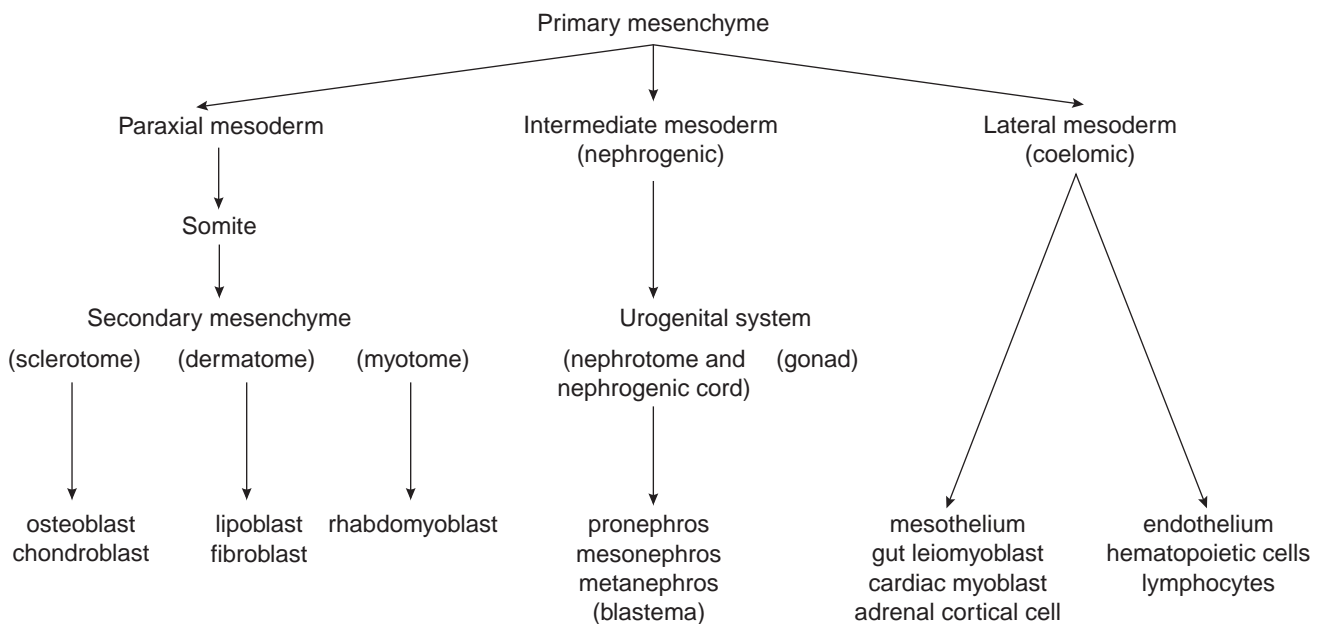 Primary mesenchyme
Paraxial mesoderm
Intermediate mesoderm
(nephrogenic)
Lateral mesoderm
(coelomic)
Somite
Secondary mesenchyme
(sclerotome) (dermatome) (myotome)
Urogenital system
(nephrotome and (gonad)
nephrogenic cord)
osteoblast
chondroblast
lipoblast
fibroblast
rhabdomyoblast
pronephros
mesonephros
metanephros
(blastema)
mesothelium
gut leiomyoblast
cardiac myoblast
adrenal cortical cell
endothelium
hematopoietic cells
lymphocytes